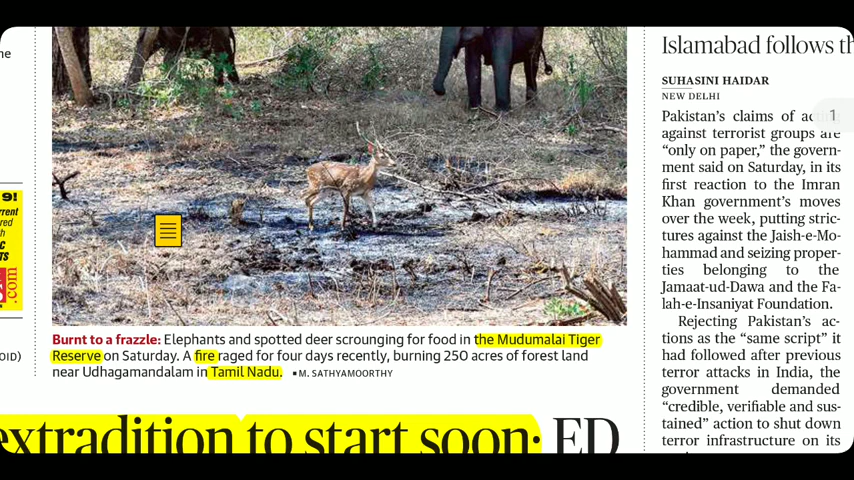 Burnt to a frazzle: Elephants and spotted deer scrounging for food in the Mudumalai Tiger
Reserve on Saturday. A fire raged for four days recently, burning 250 acres of forest land
near Udhagamandalam in Tamil Nadu. ▪ M. SATHYAMOORTHY
extradition to start soon: ED
Islamabad follows th
SUHASINI HAIDAR
NEW DELHI
1
Pakistan’s claims of action
against terrorist groups are
“only on paper,” the govern-
ment said on Saturday, in its
first reaction to the Imran
Khan government’s moves
over the week, putting stric-
tures against the Jaish-e-Mo-
hammad and seizing proper-
ties belonging to the
Jamaat-ud-Dawa and the Fa-
lah-e-Insaniyat Foundation.
Rejecting Pakistan’s ac-
tions as the “same script” it
had followed after previous
terror attacks in India, the
government demanded
“credible, verifiable and sus-
tained” action to shut down
terror infrastructure on its
9!
.com
OID)